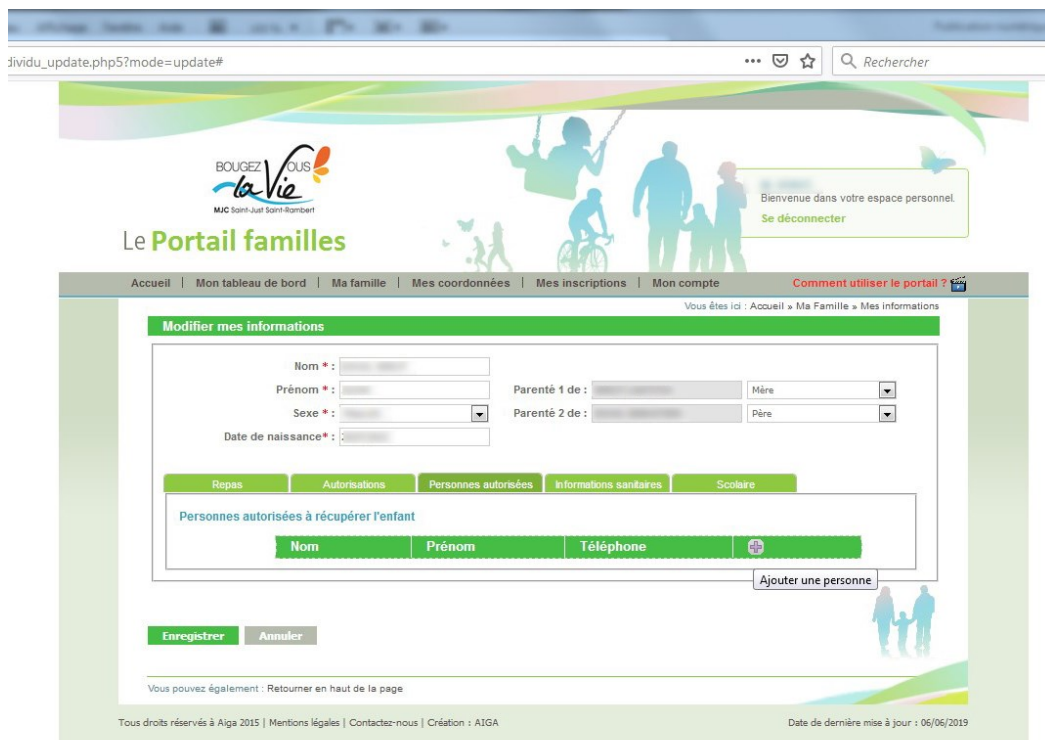 dividu_update.php5?mode=update#
Rechercher
BOUGEZ VOUS
la Vie
MJC Saint-Just Saint-Rambert
Bienvenue dans votre espace personnel.
Se déconnecter
Le Portail familles
Accueil | Mon tableau de bord | Ma famille | Mes coordonnées | Mes inscriptions | Mon compte Comment utiliser le portail ?
Vous êtes ici : Accueil » Ma Famille » Mes informations
Modifier mes informations
Nom * :
Prénom * : Parenté 1 de : Mère
Sexe * : Parenté 2 de : Père
Date de naissance* :
Repas Autorisations Personnes autorisées Informations sanitaires Scolaire
Personnes autorisées à récupérer l'enfant
Nom Prénom Téléphone
Ajouter une personne
Enregistrer Annuler
Vous pouvez également : Retourner en haut de la page
Tous droits réservés à Aiga 2015 | Mentions légales | Contactez-nous | Création : AIGA Date de dernière mise à jour : 06/06/2019